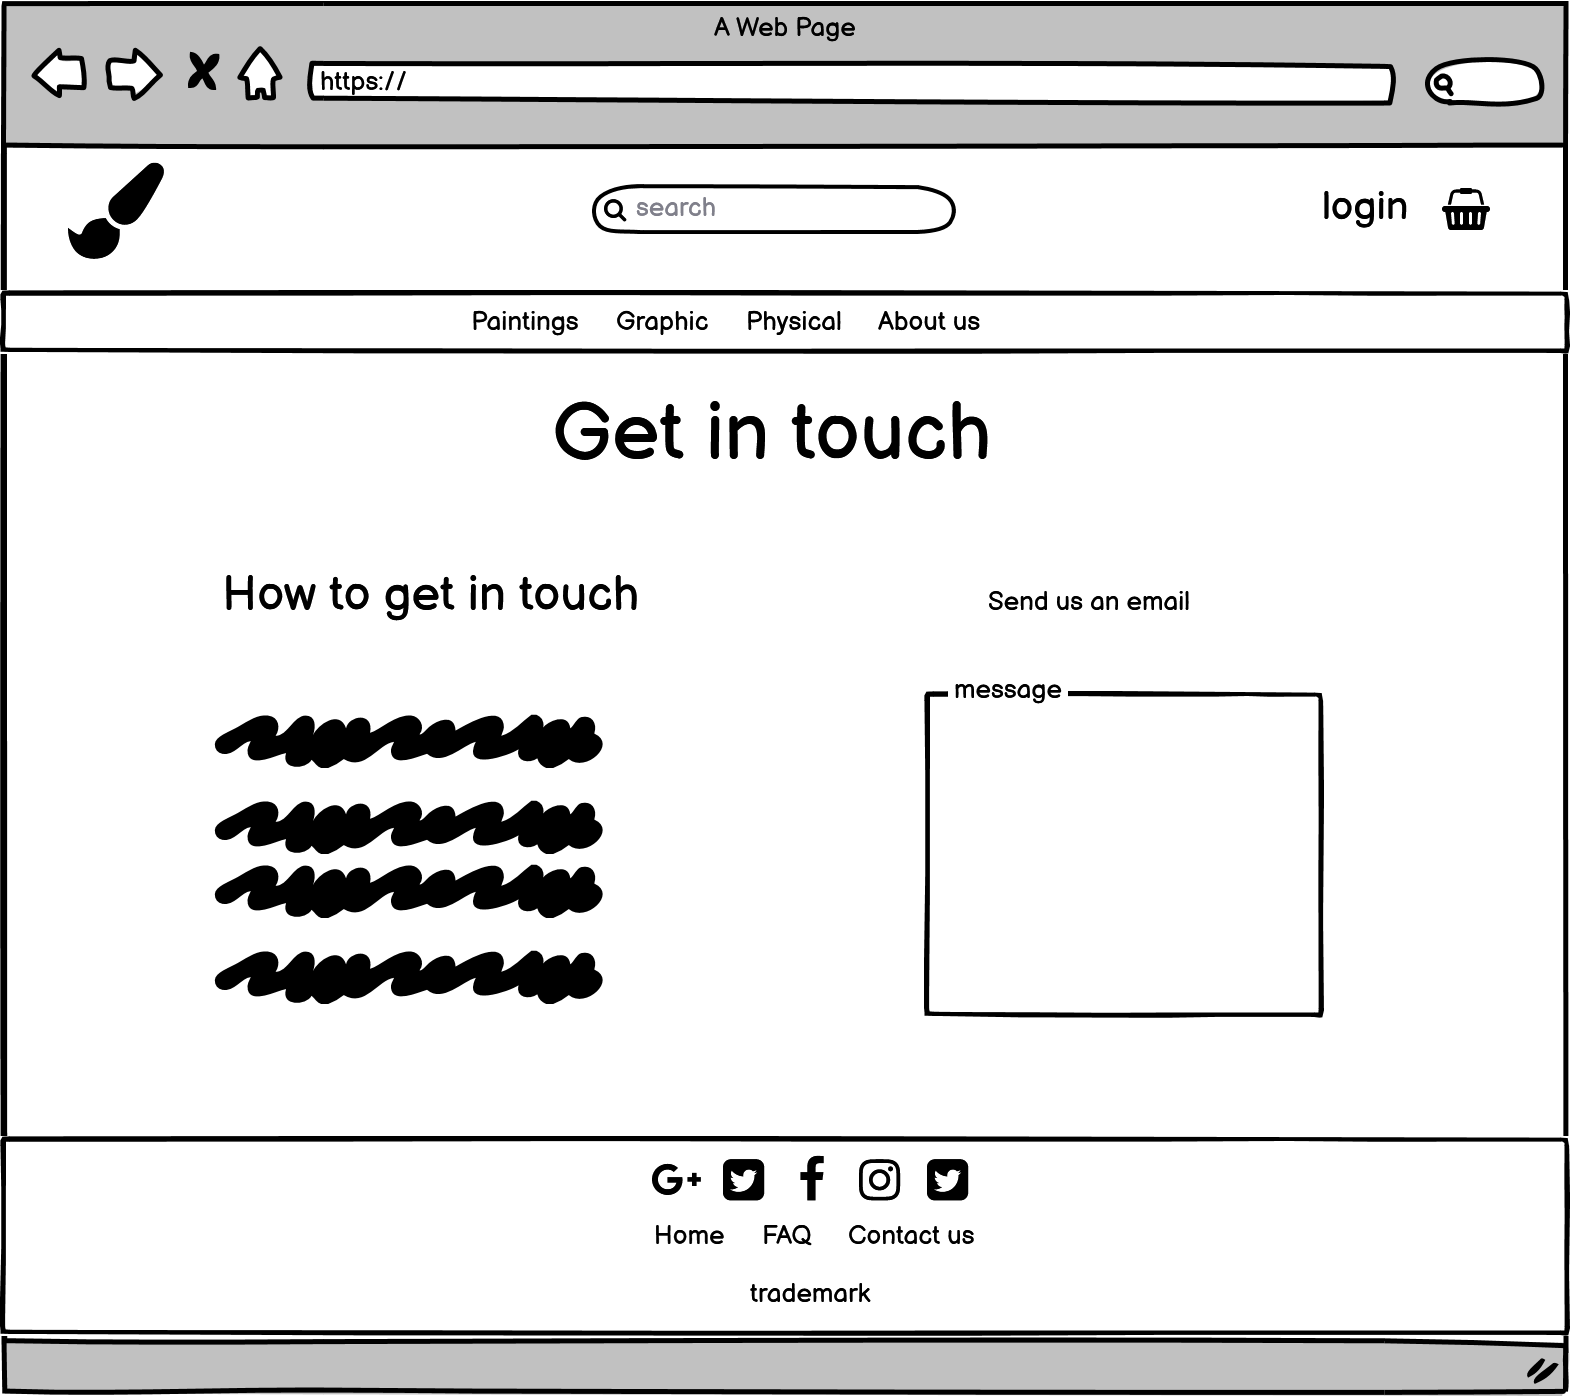 A Web Page
https://
search
login
Paintings Graphic Physical About us
Get in touch
How to get in touch
Send us an email
message
G+
Home FAQ Contact us
trademark